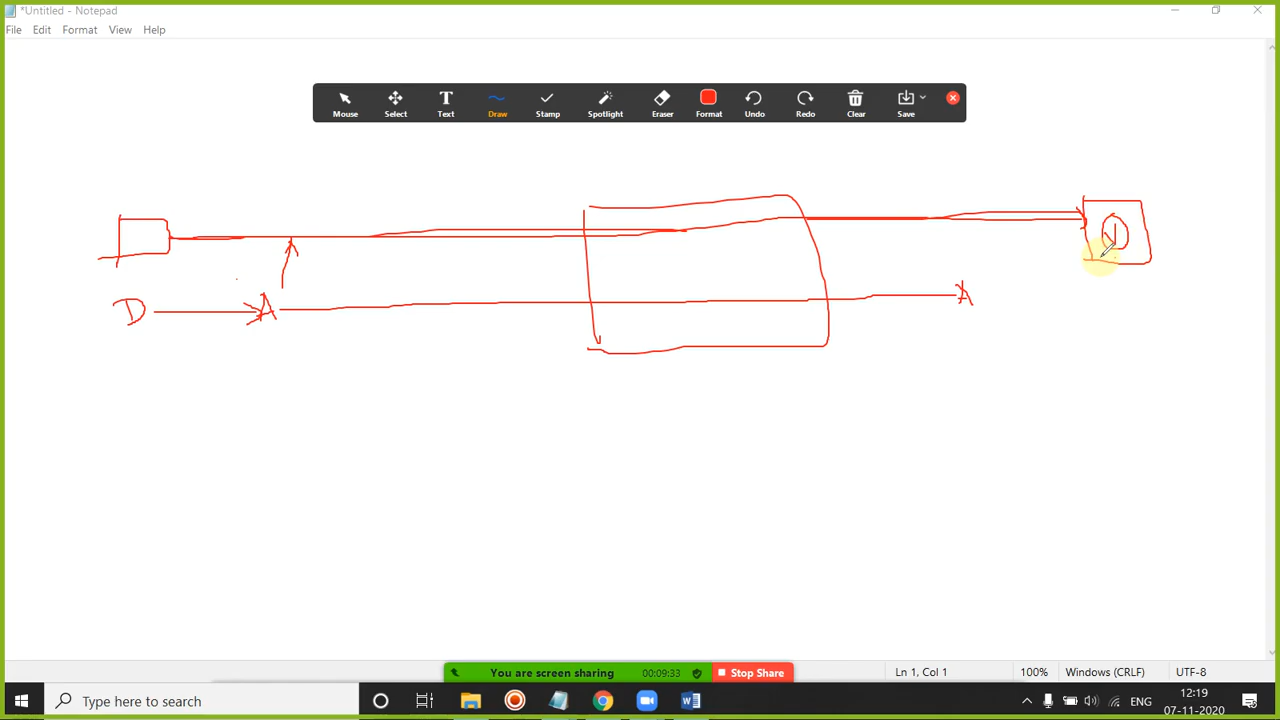 *Untitled - Notepad
File Edit Format View Help
Mouse Select Text Draw Stamp Spotlight Eraser Format Undo Redo Clear Save
D
D A A
You are screen sharing 00:09:33 Stop Share
Ln 1, Col 1 100% Windows (CRLF) UTF-8
Type here to search
ENG
12:19
07-11-2020